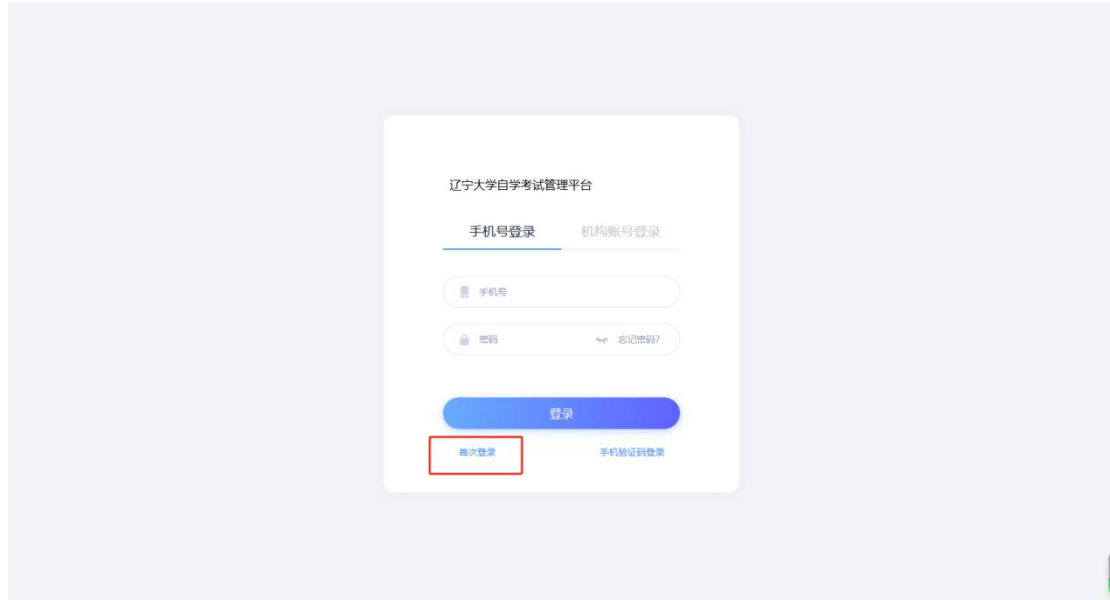 辽宁大学自学考试管理平台
手机号登录 机构账号登录
手机号
密码 忘记密码?
登录
首次登录 手机验证码登录